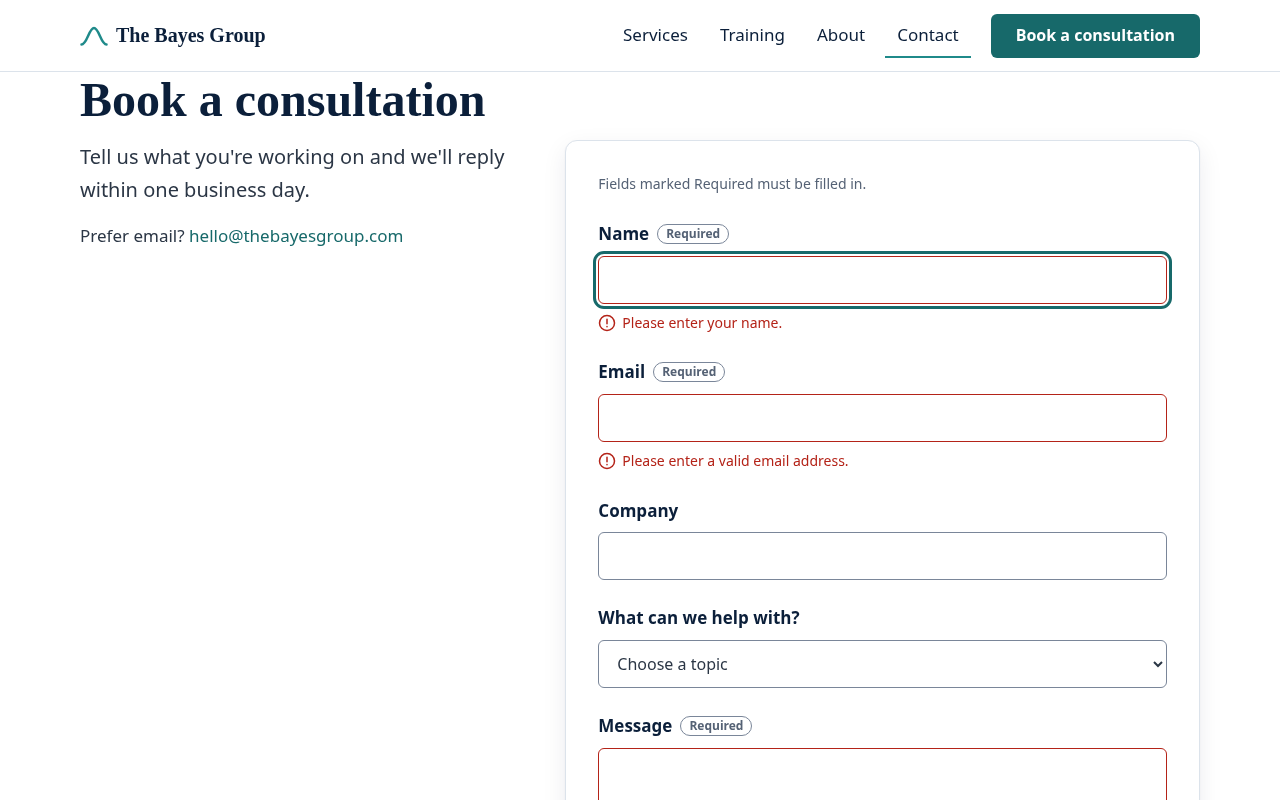 The Bayes Group
Services
Training
About
Contact
Book a consultation
Book a consultation
Tell us what you're working on and we'll reply
within one business day.
Prefer email? hello@thebayesgroup.com
Fields marked Required must be filled in.
Name Required
Please enter your name.
Email Required
Please enter a valid email address.
Company
What can we help with?
Choose a topic
Message Required